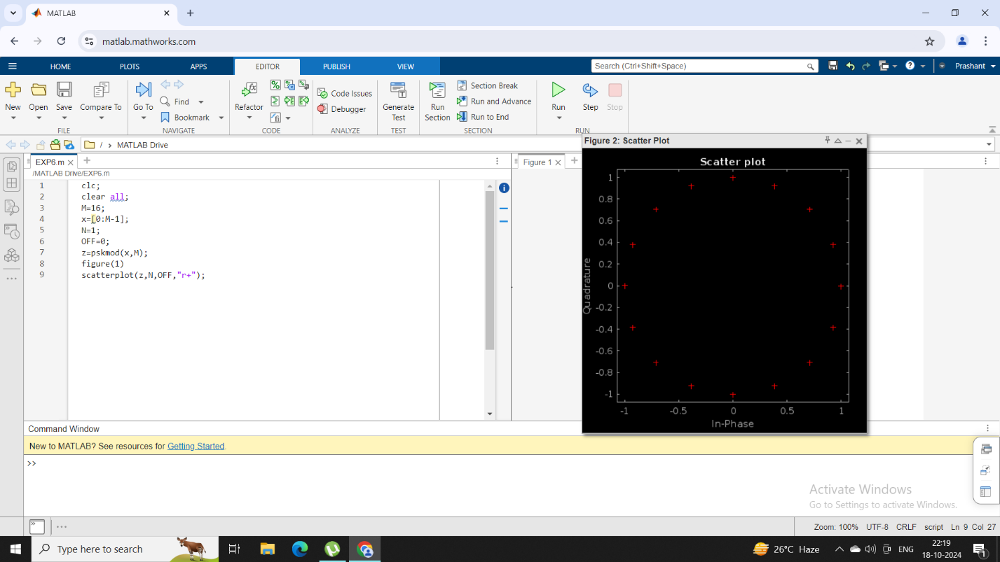 MATLAB
matlab.mathworks.com
HOME PLOTS APPS EDITOR PUBLISH VIEW Search (Ctrl+Shift+Space) Prashant
New Open Save Compare To Go To Find Bookmark Refactor Code Issues Debugger Generate Test Run Section Section Break Run and Advance Run to End Run Step Stop
FILE NAVIGATE CODE ANALYZE TEST SECTION RUN
/ › MATLAB Drive
EXP6.m
/MATLAB Drive/EXP6.m
1 clc;
2 clear all;
3 M=16;
4 x=[0:M-1];
5 N=1;
6 OFF=0;
7 z=pskmod(x,M);
8 figure(1)
9 scatterplot(z,N,OFF,"r+");
Figure 1
Figure 2: Scatter Plot
Scatter plot
1
0.8
0.6
0.4
0.2
0
-0.2
-0.4
-0.6
-0.8
-1
Quadrature
-1 -0.5 0 0.5 1
In-Phase
Command Window
New to MATLAB? See resources for Getting Started.
>>
Activate Windows
Go to Settings to activate Windows.
Zoom: 100% UTF-8 CRLF script Ln 9 Col 27
Type here to search
26°C Haze ENG 22:19
18-10-2024
1